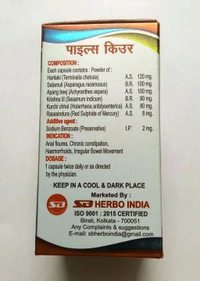 पाइल्स किउर
COMPOSITION :
Each capsule contains : Powder of :
Haritaki (Terminalia chebula) A.S. 120 mg.
Satamuli (Asparagus racemosus) B.R. 100 mg.
Apang beej (Achyranthes aspera) A.S. 100 mg.
Krishna til (Sesamum indicum) B.R. 90 mg.
Kurchi chhal (Holarrhena antidysenterica) A.S. 80 mg.
Rasasindura (Red Sulphide of Mercury) A.S. 8 mg.
Additive agent :
Sodium Benzoate (Preservative) I.P. 2 mg.
INDICATION :
Anal fissures, Chronic constipation,
Haemorrhoids, Irregular Bowel Movement
DOSAGE :
1 capsule twice daily or as directed
by the physician.
KEEP IN A COOL & DARK PLACE
Marketed By :
SB HERBO INDIA
ISO 9001 : 2015 CERTIFIED
Birati, Kolkata - 700051
Any Complaints & suggestions
E-mail: sbherboindia@gmail.com